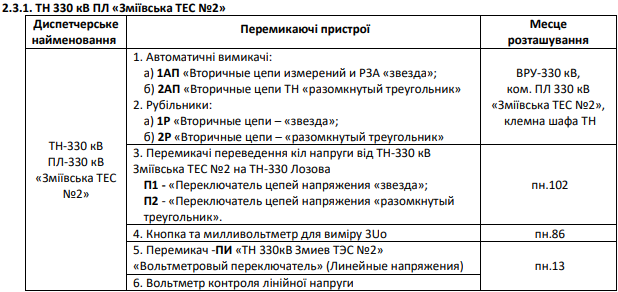 2.3.1. ТН 330 кВ ПЛ «Зміївська ТЕС №2»
Диспетчерське
найменовання
Перемикаючі пристрої
Місце
розташування
ТН-330 кВ
ПЛ-330 кВ
«Зміївська ТЕС
№2»
1. Автоматичні вимикачі:
а) 1АП «Вторичные цепи измерений и РЗА «звезда»;
б) 2АП «Вторичные цепи ТН «разомкнутый треугольник»
2. Рубільники:
а) 1Р «Вторичные цепи – «звезда»;
б) 2Р «Вторичные цепи – «разомкнутый треугольник»
ВРУ-330 кВ,
ком. ПЛ 330 кВ
«Зміївська ТЕС №2»,
клемна шафа ТН
3. Перемикачі переведення кіл напруги від ТН-330 кВ
Зміївська ТЕС №2 на ТН-330 Лозова
П1 - «Переключатель цепей напряжения «звезда»;
П2 - «Переключатель цепей напряжения «разомкнутый
треугольник».
пн.102
4. Кнопка та милливольтметр для виміру 3Uo
пн.86
5. Перемикач -ПИ «ТН 330кВ Змиев ТЭС №2»
«Вольтметровый переключатель» (Линейные напряжения)
пн.13
6. Вольтметр контроля лінійної напруги